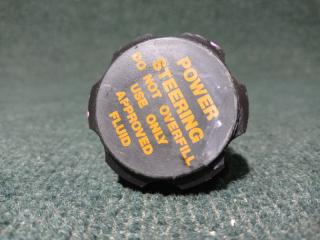 POWER
STEERING
DO NOT OVERFILL
USE ONLY
APPROVED
FLUID